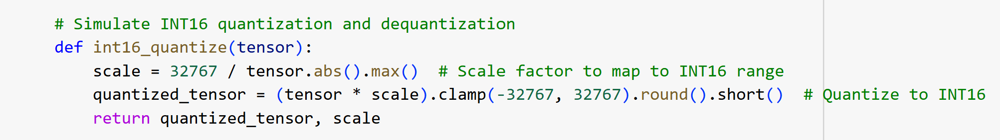 # Simulate INT16 quantization and dequantization
def int16_quantize(tensor):
    scale = 32767 / tensor.abs().max()  # Scale factor to map to INT16 range
    quantized_tensor = (tensor * scale).clamp(-32767, 32767).round().short()  # Quantize to INT16
    return quantized_tensor, scale